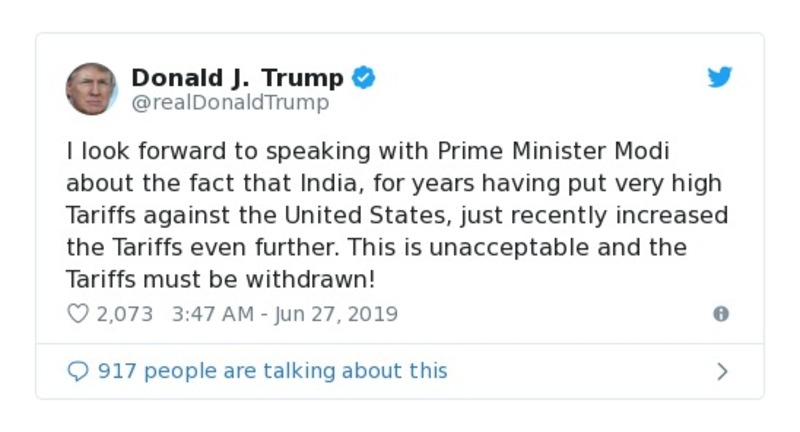 Donald J. Trump
@realDonaldTrump
I look forward to speaking with Prime Minister Modi
about the fact that India, for years having put very high
Tariffs against the United States, just recently increased
the Tariffs even further. This is unacceptable and the
Tariffs must be withdrawn!
2,073 3:47 AM - Jun 27, 2019
917 people are talking about this